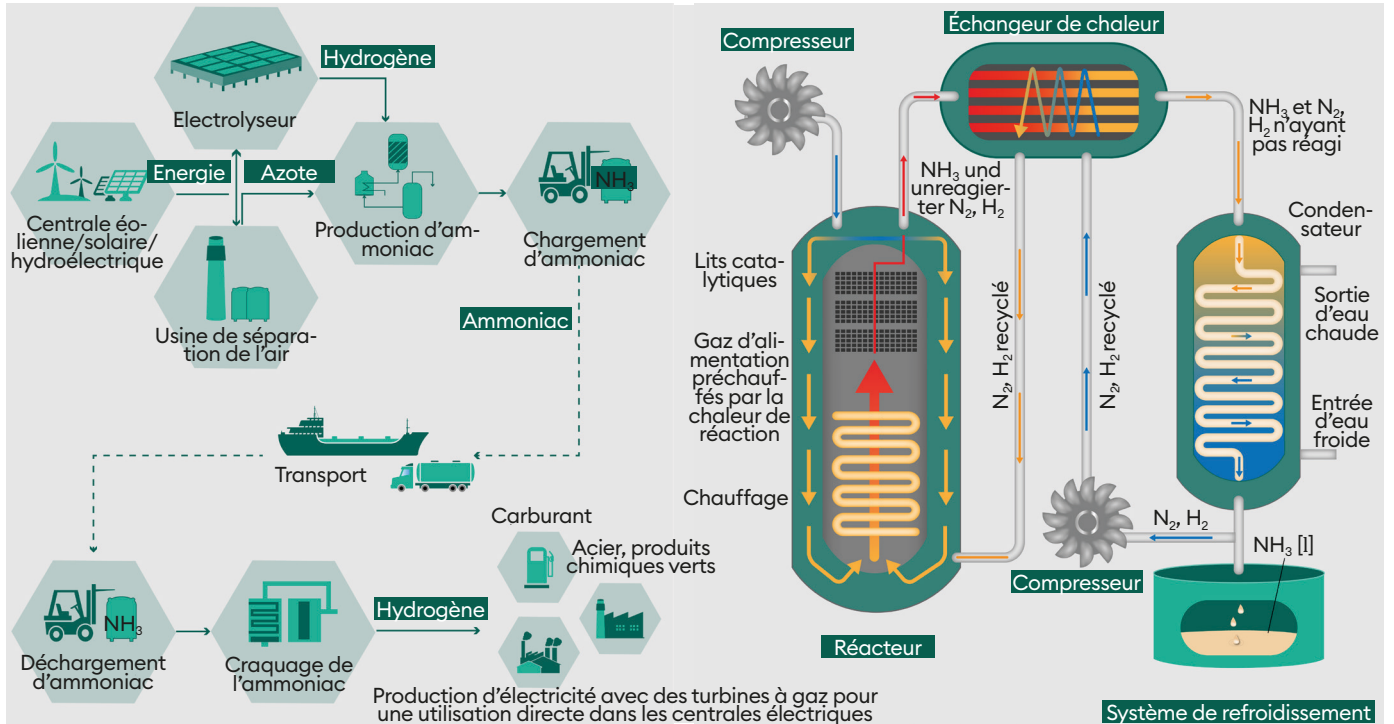 Electrolyseur
Hydrogène
Centrale éo-
lienne/solaire/
hydroélectrique
Energie
Azote
Usine de sépara-
tion de l'air
Production d'am-
moniac
NH₃
Chargement
d'ammoniac
Ammoniac
Transport
NH₃
Déchargement
d'ammoniac
Craquage de
l'ammoniac
Hydrogène
Carburant
Acier, produits
chimiques verts
Production d'électricité avec des turbines à gaz pour
une utilisation directe dans les centrales électriques
Compresseur
Échangeur de chaleur
NH₃ und
unreagier-
ter N₂, H₂
NH₃ et N₂,
H₂ n'ayant
pas réagi
Lits cata-
lytiques
Gaz d'ali-
mentation
préchauf-
fés par la
chaleur de
réaction
Chauffage
Réacteur
N₂, H₂ recyclé
N₂, H₂ recyclé
Conden-
sateur
Sortie
d'eau
chaude
Entrée
d'eau
froide
N₂, H₂
Compresseur
NH₃ [l]
Système de refroidissement